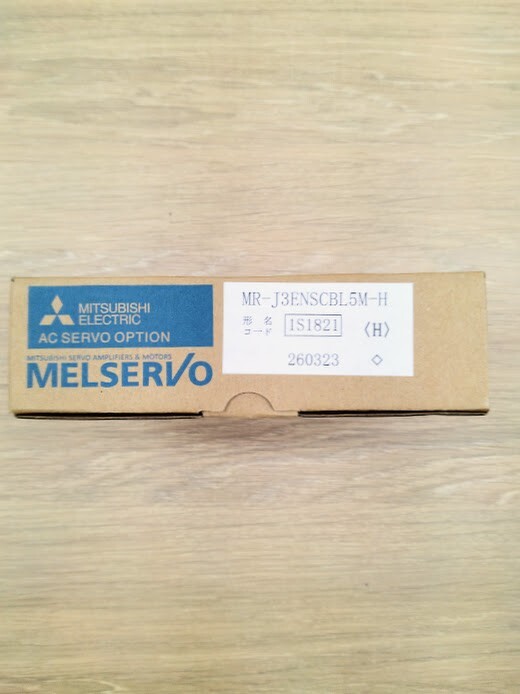 MITSUBISHI
ELECTRIC
AC SERVO OPTION
MITSUBISHI SERVO AMPLIFIERS & MOTORS
MELSERVO
MR-J3ENSCBL5M-H
形 名
コード
1S1821
〈H〉
260323 ◇